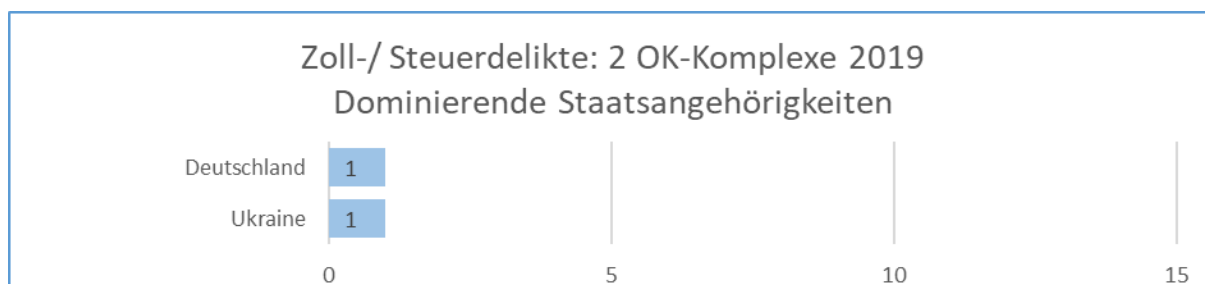 Zoll-/ Steuerdelikte: 2 OK-Komplexe 2019
Dominierende Staatsangehörigkeiten
Deutschland 1
Ukraine 1
0 5 10 15